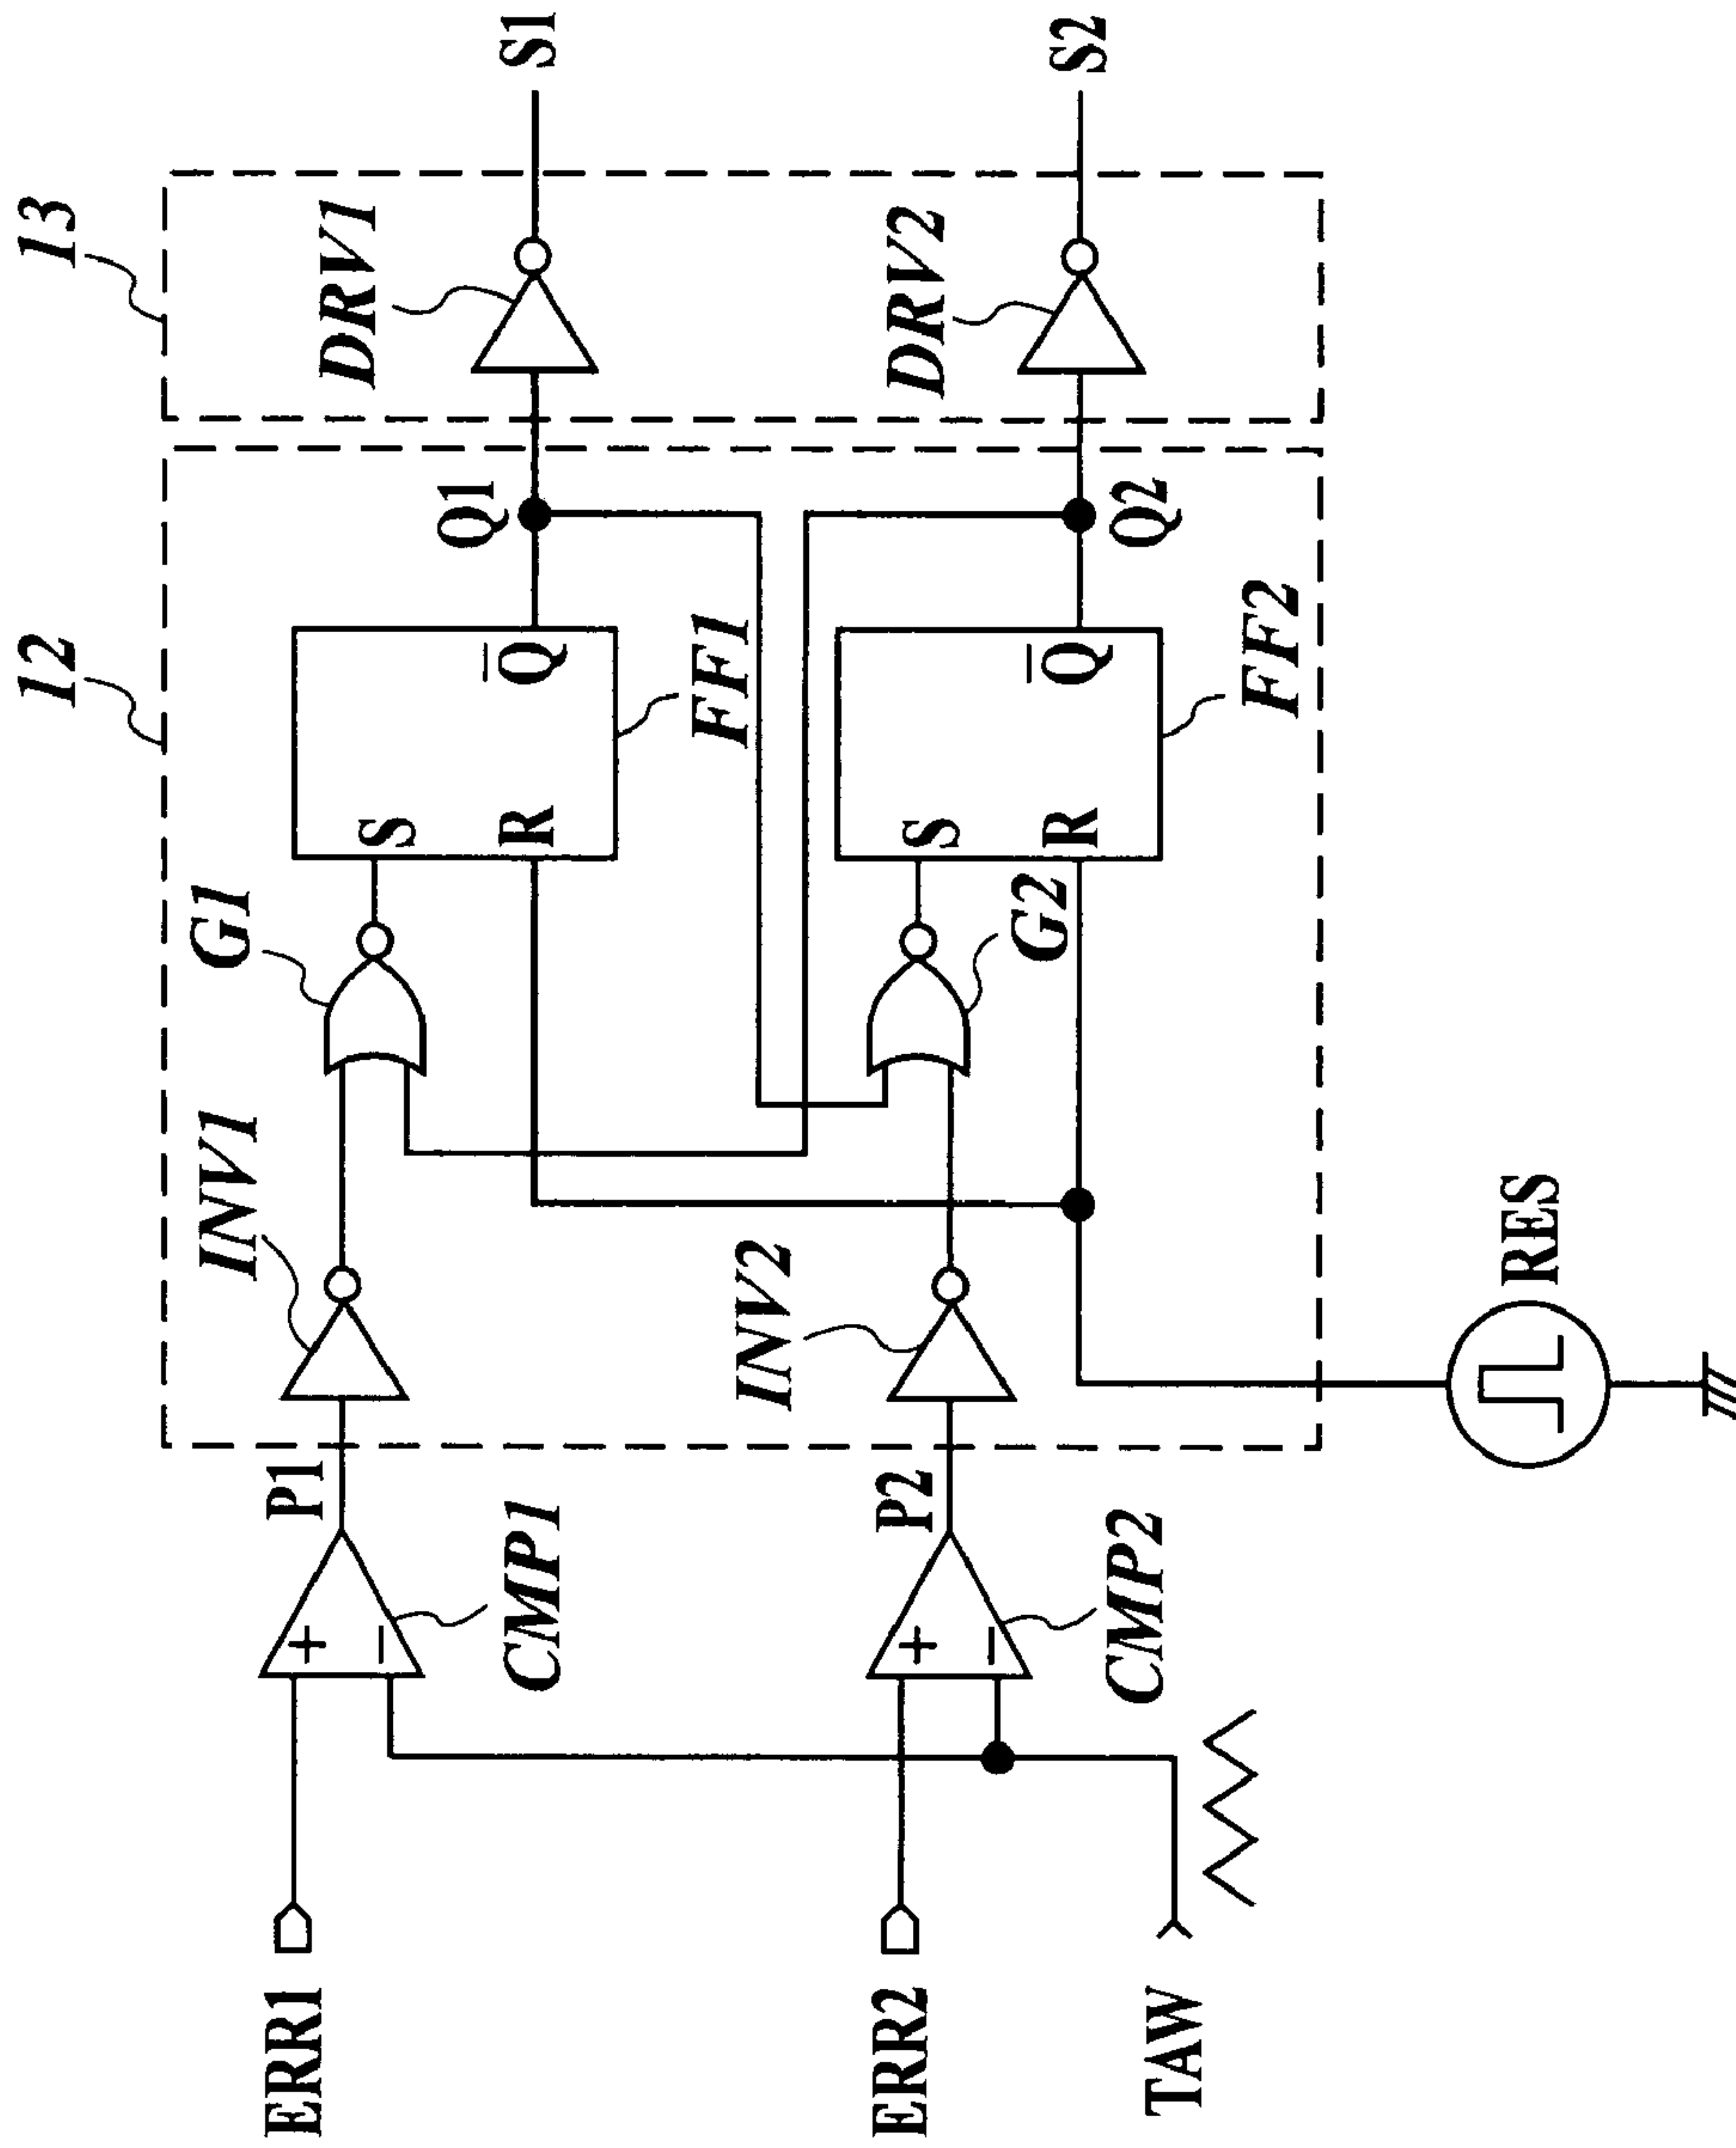 12
13
ERR1
P1
INV1
G1
DRV1
S1
CMP1
S
R
Q
Q1
FF1
ERR2
P2
INV2
G2
DRV2
S2
CMP2
S
R
Q
Q2
FF2
TAW
RES